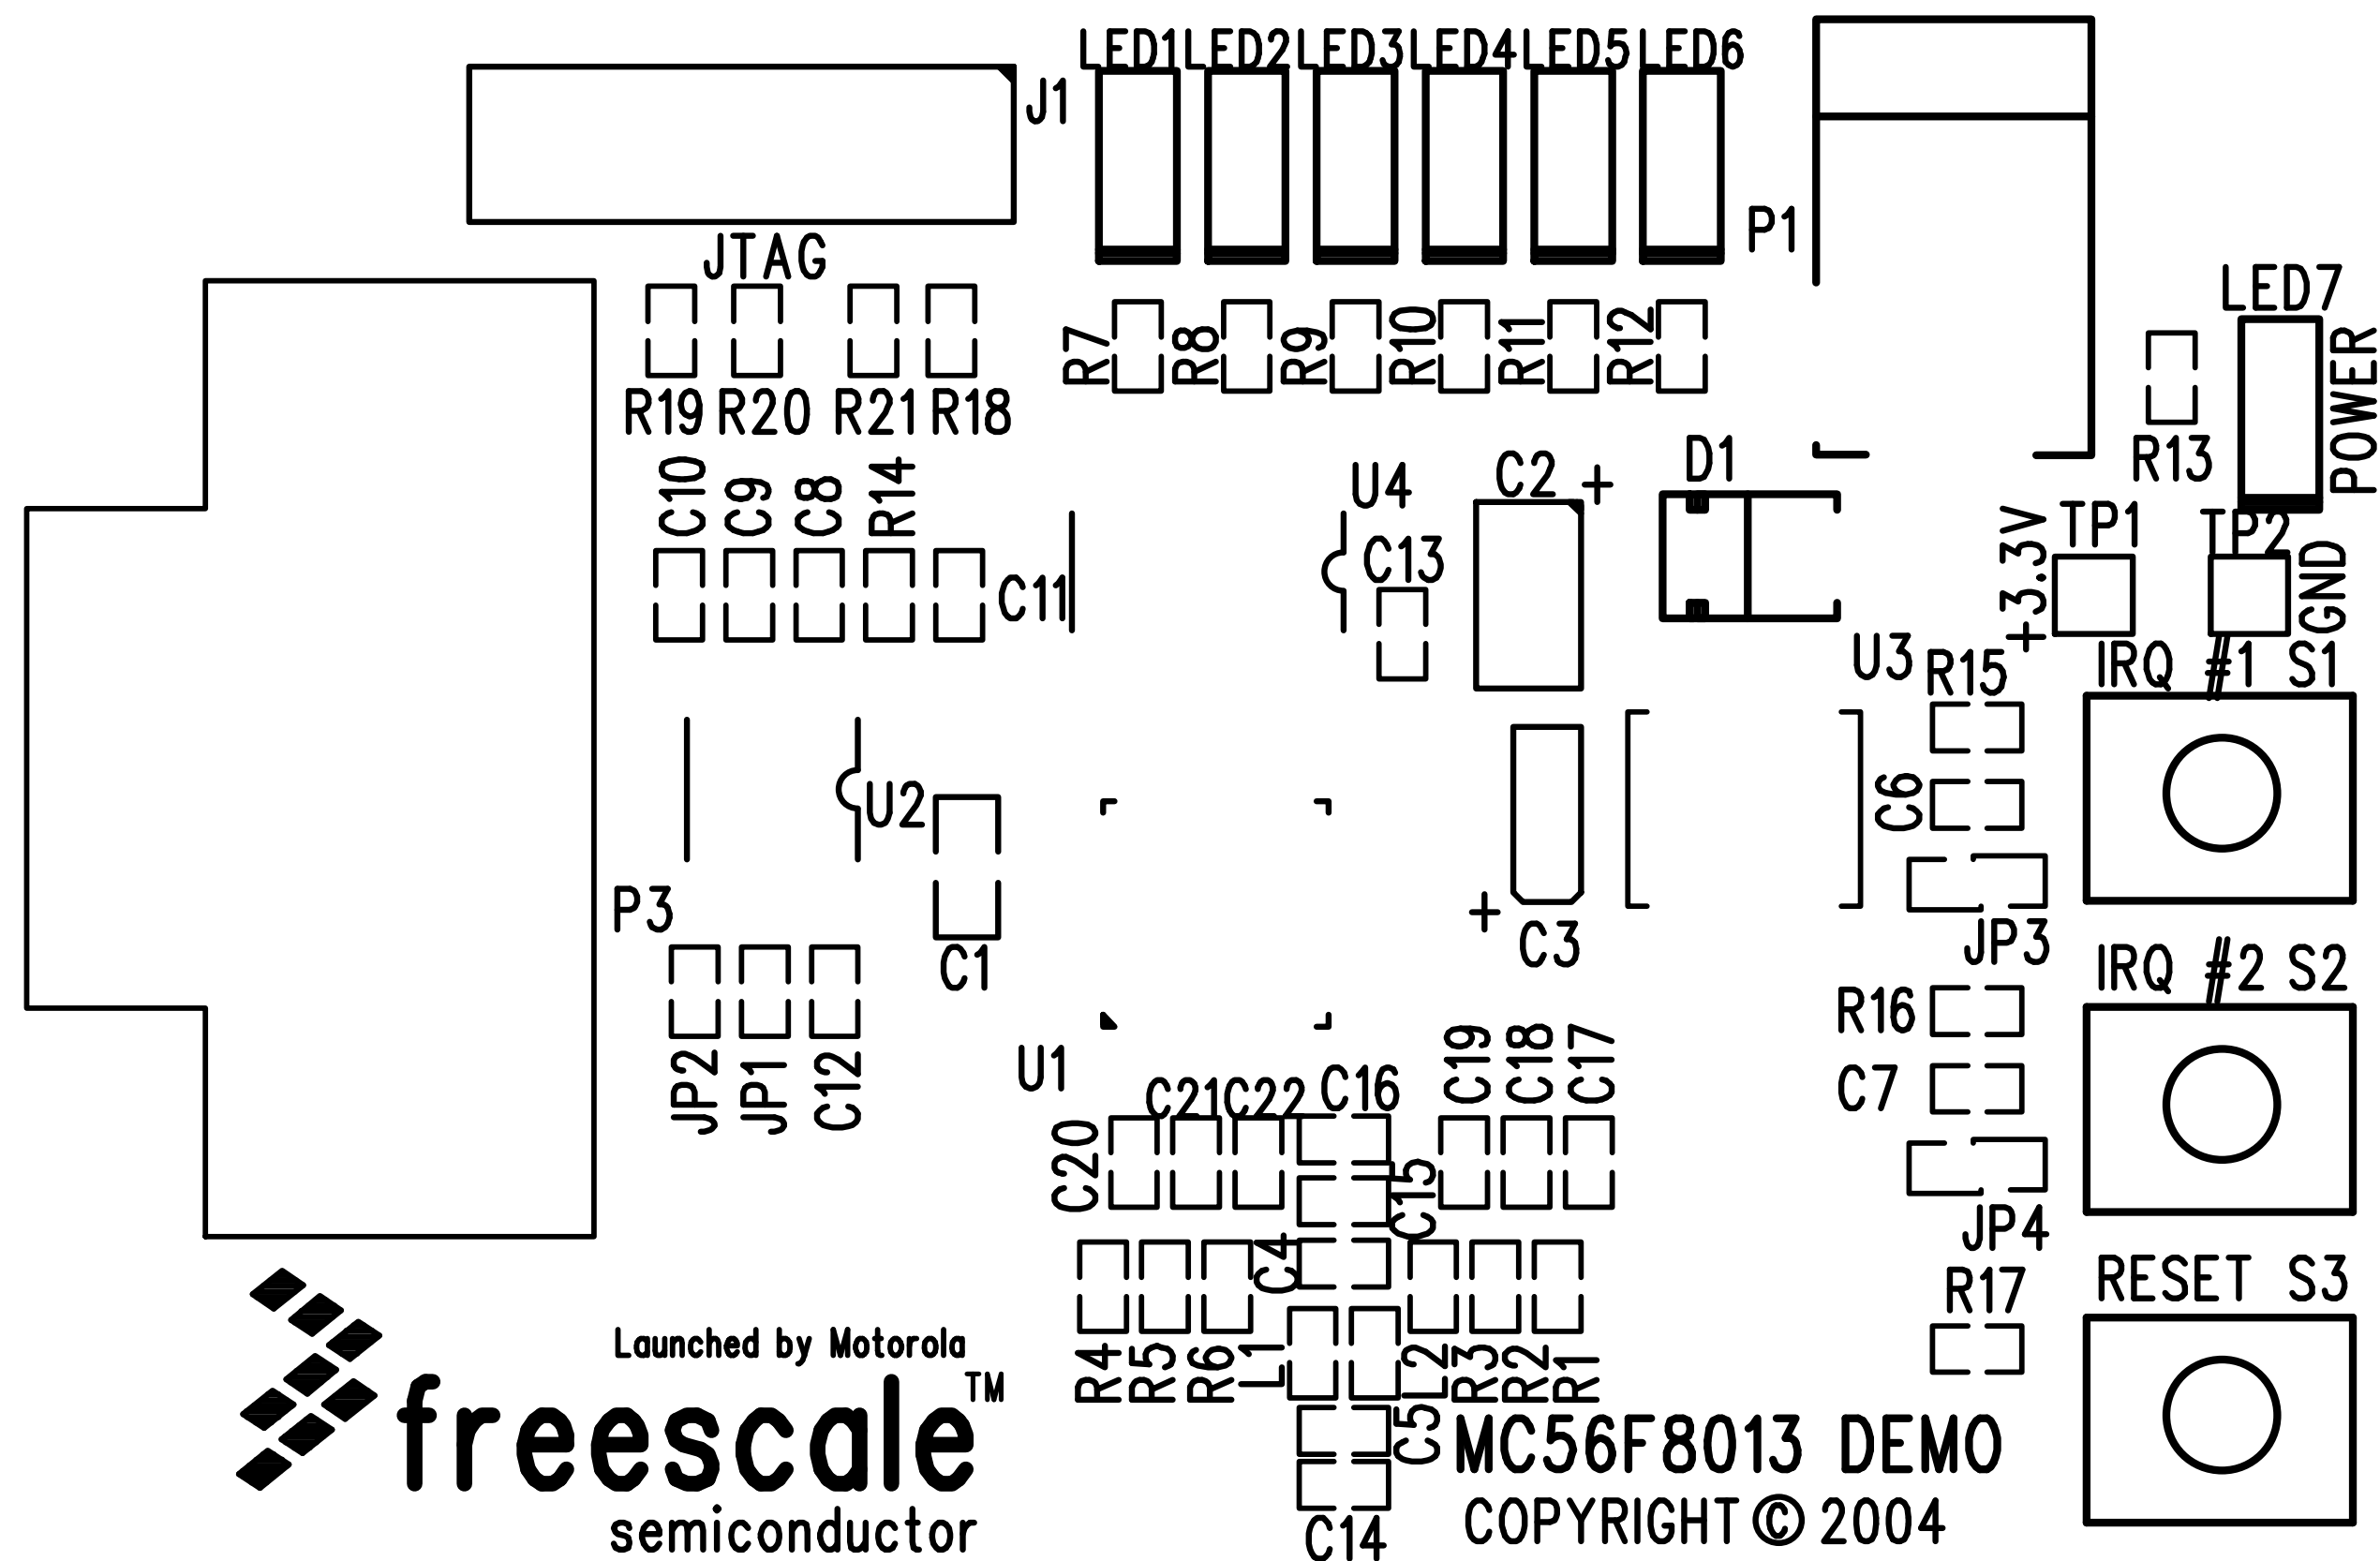 LED1 LED2 LED3 LED4 LED5 LED6
J1
P1
JTAG
LED7
POWER
R7 R8 R9 R10 R11 R12
R19 R20 R21 R18
R13
C10 C9 C8 R14
U4
C2 +
D1
+3.3V
TP1
TP2
GND
C11
C13
U3
R15
IRQ #1 S1
U2
C6
P3
C1
+
C3
JP3
IRQ #2 S2
R16
JP2 JP1 C12
U1
C19 C18 C17
C7
C21 C22 C16
C20
C15
JP4
C4
RESET S3
R17
Launched by Motorola
R4 R5 R6 L1 L2 R3 R2 R1
freescale TM
C5
MC56F8013 DEMO
semiconductor
C14
COPYRIGHT © 2004